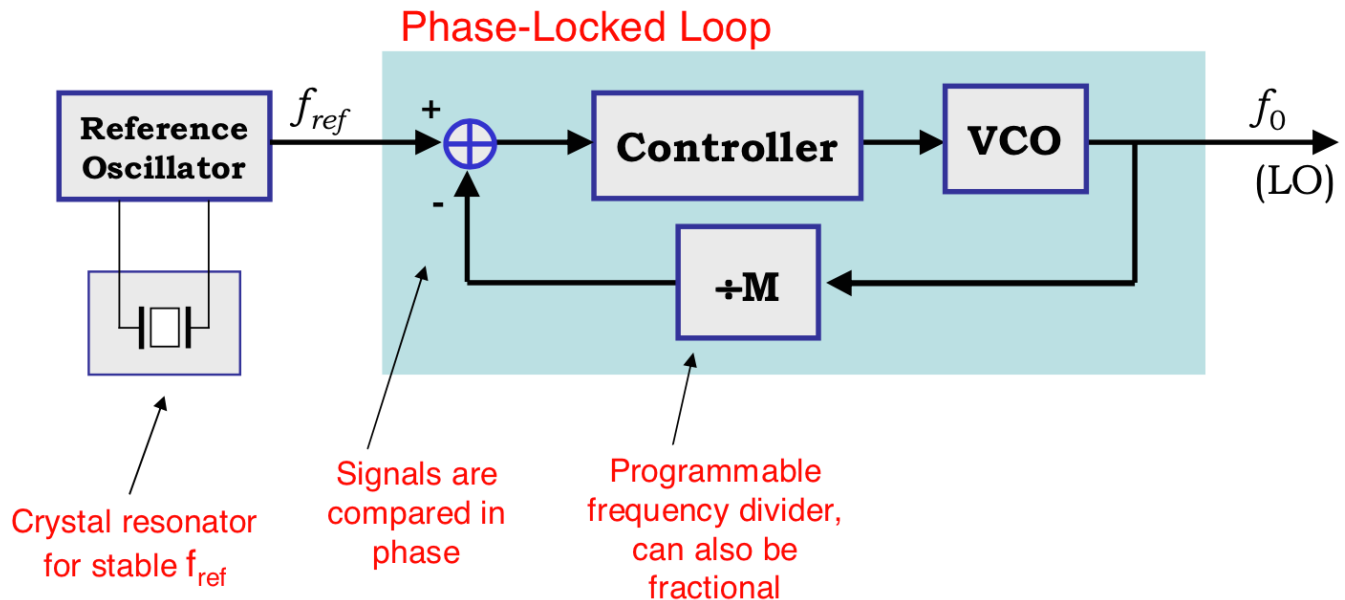 Phase-Locked Loop
Reference
Oscillator
f_ref
+
-
Controller
VCO
f_0
(LO)
÷M
Crystal resonator
for stable f_ref
Signals are
compared in
phase
Programmable
frequency divider,
can also be
fractional